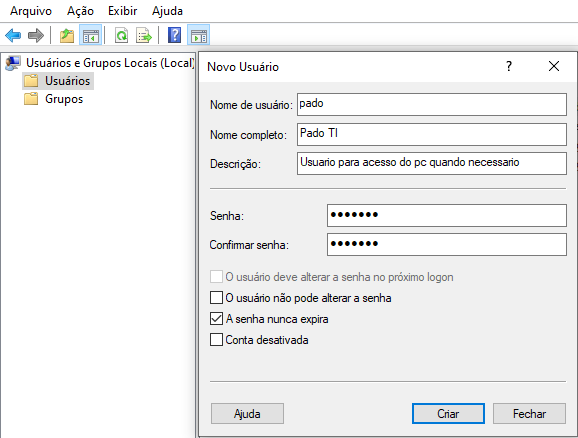 Arquivo Ação Exibir Ajuda
Usuários e Grupos Locais (Local)
Usuários
Grupos
Novo Usuário ?
Nome de usuário: pado
Nome completo: Pado TI
Descrição: Usuario para acesso do pc quando necessario
Senha: •••••••
Confirmar senha: •••••••
O usuário deve alterar a senha no próximo logon
O usuário não pode alterar a senha
A senha nunca expira
Conta desativada
Ajuda Criar Fechar